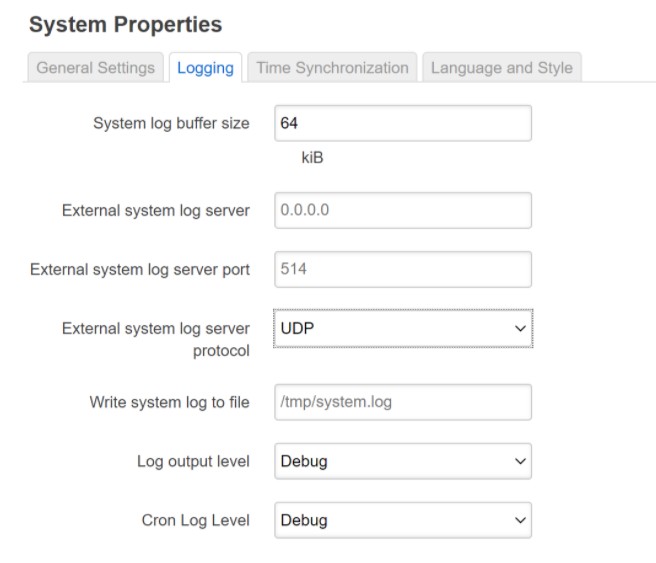 System Properties
General Settings Logging Time Synchronization Language and Style
System log buffer size 64
kiB
External system log server 0.0.0.0
External system log server port 514
External system log server UDP
protocol
Write system log to file /tmp/system.log
Log output level Debug
Cron Log Level Debug